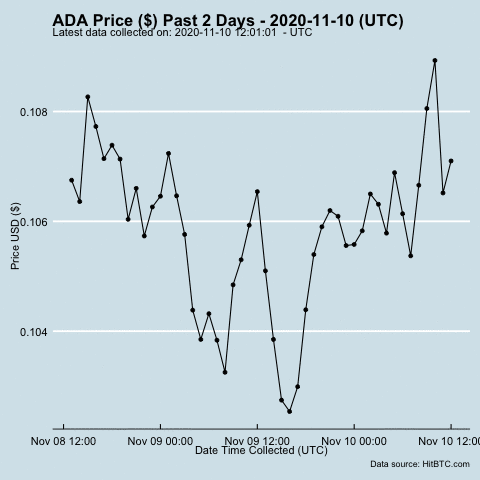 ADA Price ($) Past 2 Days - 2020-11-10 (UTC)
Latest data collected on: 2020-11-10 12:01:01 - UTC
0.108
0.106
0.104
Price USD ($)
Nov 08 12:00 Nov 09 00:00 Nov 09 12:00 Nov 10 00:00 Nov 10 12:00
Date Time Collected (UTC)
Data source: HitBTC.com